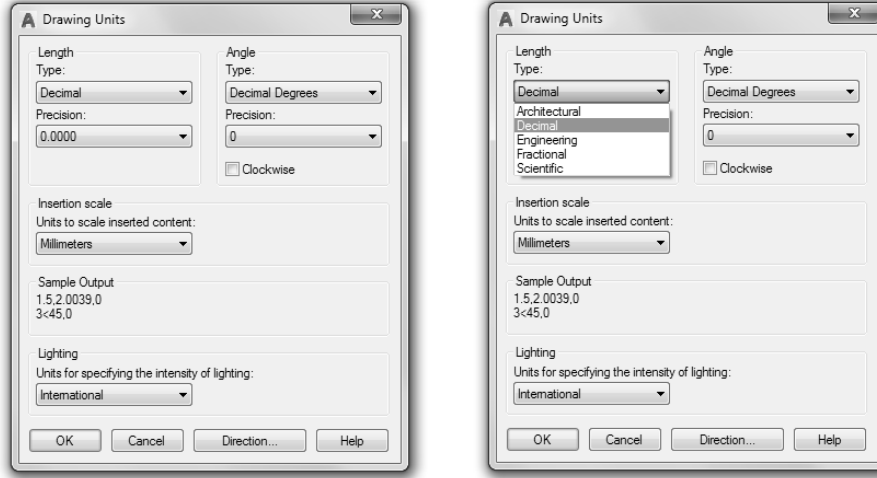 Drawing Units
Length
Type:
Decimal
Precision:
0.0000
Angle
Type:
Decimal Degrees
Precision:
0
Clockwise
Insertion scale
Units to scale inserted content:
Millimeters
Sample Output
1.5,2.0039,0
3<45,0
Lighting
Units for specifying the intensity of lighting:
International
OK
Cancel
Direction...
Help
Drawing Units
Length
Type:
Decimal
Architectural
Decimal
Engineering
Fractional
Scientific
Angle
Type:
Decimal Degrees
Precision:
0
Clockwise
Insertion scale
Units to scale inserted content:
Millimeters
Sample Output
1.5,2.0039,0
3<45,0
Lighting
Units for specifying the intensity of lighting:
International
OK
Cancel
Direction...
Help